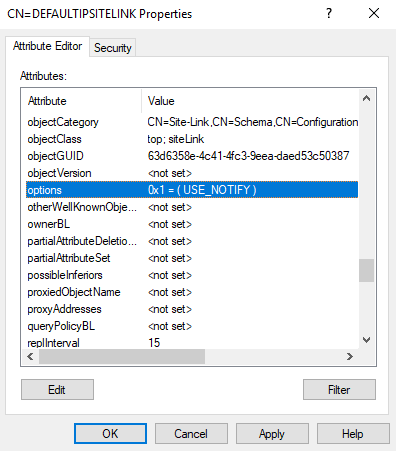 CN=DEFAULTIPSITELINK Properties ? ×
Attribute Editor Security
Attributes:
Attribute Value
objectCategory CN=Site-Link,CN=Schema,CN=Configuration
objectClass top; siteLink
objectGUID 63d6358e-4c41-4fc3-9eea-daed53c50387
objectVersion <not set>
options 0x1 = ( USE_NOTIFY )
otherWellKnownObje... <not set>
ownerBL <not set>
partialAttributeDeletio... <not set>
partialAttributeSet <not set>
possibleInferiors <not set>
proxiedObjectName <not set>
proxyAddresses <not set>
queryPolicyBL <not set>
replInterval 15
Edit Filter
OK Cancel Apply Help